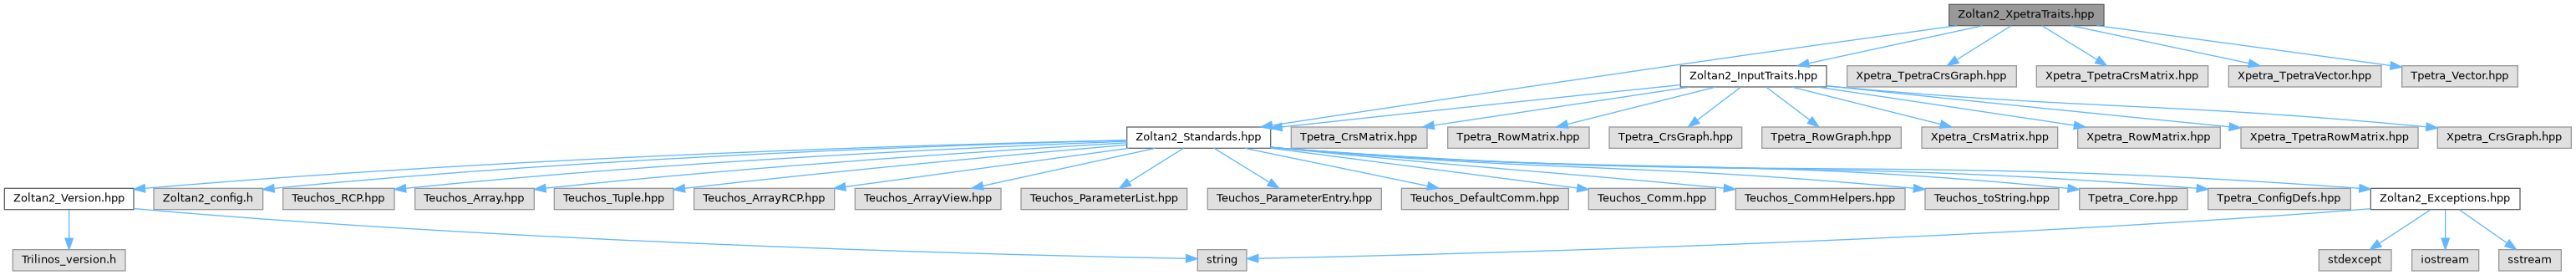 Zoltan2_XpetraTraits.hpp
Zoltan2_InputTraits.hpp
Xpetra_TpetraCrsGraph.hpp
Xpetra_TpetraCrsMatrix.hpp
Xpetra_TpetraVector.hpp
Tpetra_Vector.hpp
Zoltan2_Standards.hpp
Tpetra_CrsMatrix.hpp
Tpetra_RowMatrix.hpp
Tpetra_CrsGraph.hpp
Tpetra_RowGraph.hpp
Xpetra_CrsMatrix.hpp
Xpetra_RowMatrix.hpp
Xpetra_TpetraRowMatrix.hpp
Xpetra_CrsGraph.hpp
Zoltan2_Version.hpp
Zoltan2_config.h
Teuchos_RCP.hpp
Teuchos_Array.hpp
Teuchos_Tuple.hpp
Teuchos_ArrayRCP.hpp
Teuchos_ArrayView.hpp
Teuchos_ParameterList.hpp
Teuchos_ParameterEntry.hpp
Teuchos_DefaultComm.hpp
Teuchos_Comm.hpp
Teuchos_CommHelpers.hpp
Teuchos_toString.hpp
Tpetra_Core.hpp
Tpetra_ConfigDefs.hpp
Zoltan2_Exceptions.hpp
Trilinos_version.h
string
stdexcept
iostream
sstream